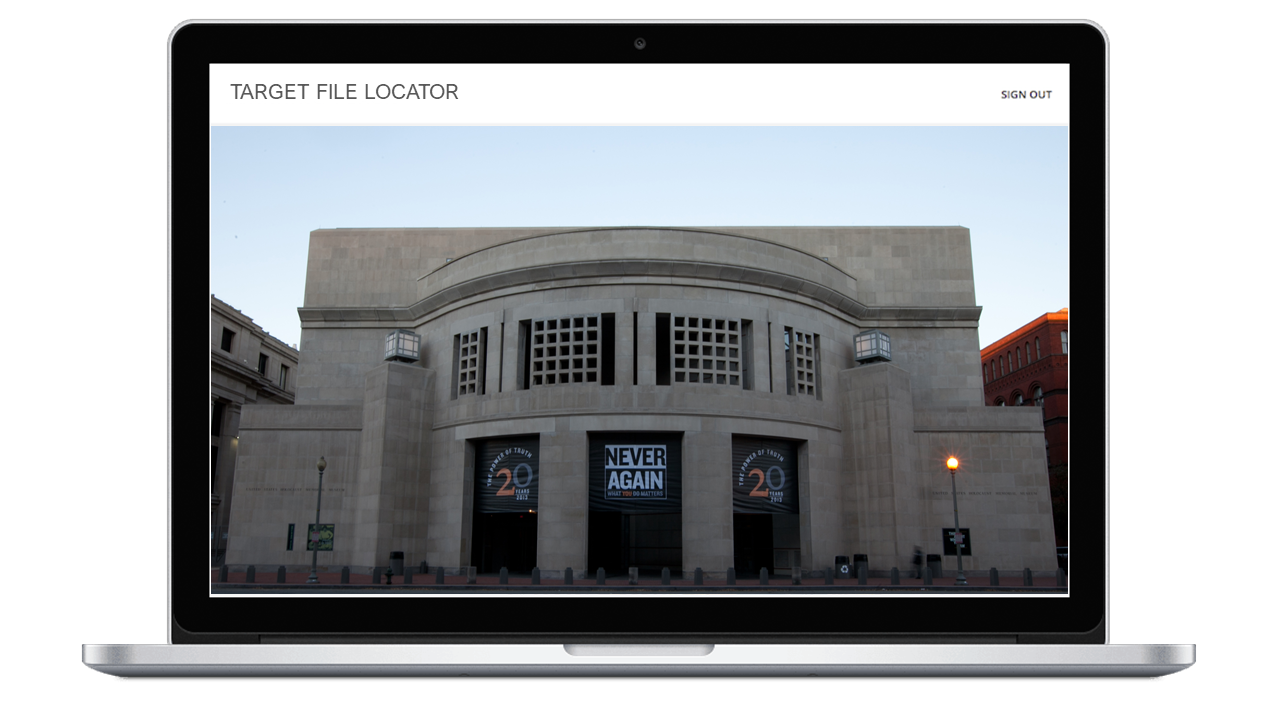 TARGET FILE LOCATOR
SIGN OUT
THE POWER OF TRUTH
20
YEARS
2013
NEVER
AGAIN
WHAT YOU DO MATTERS
THE POWER OF TRUTH
20
YEARS
2013